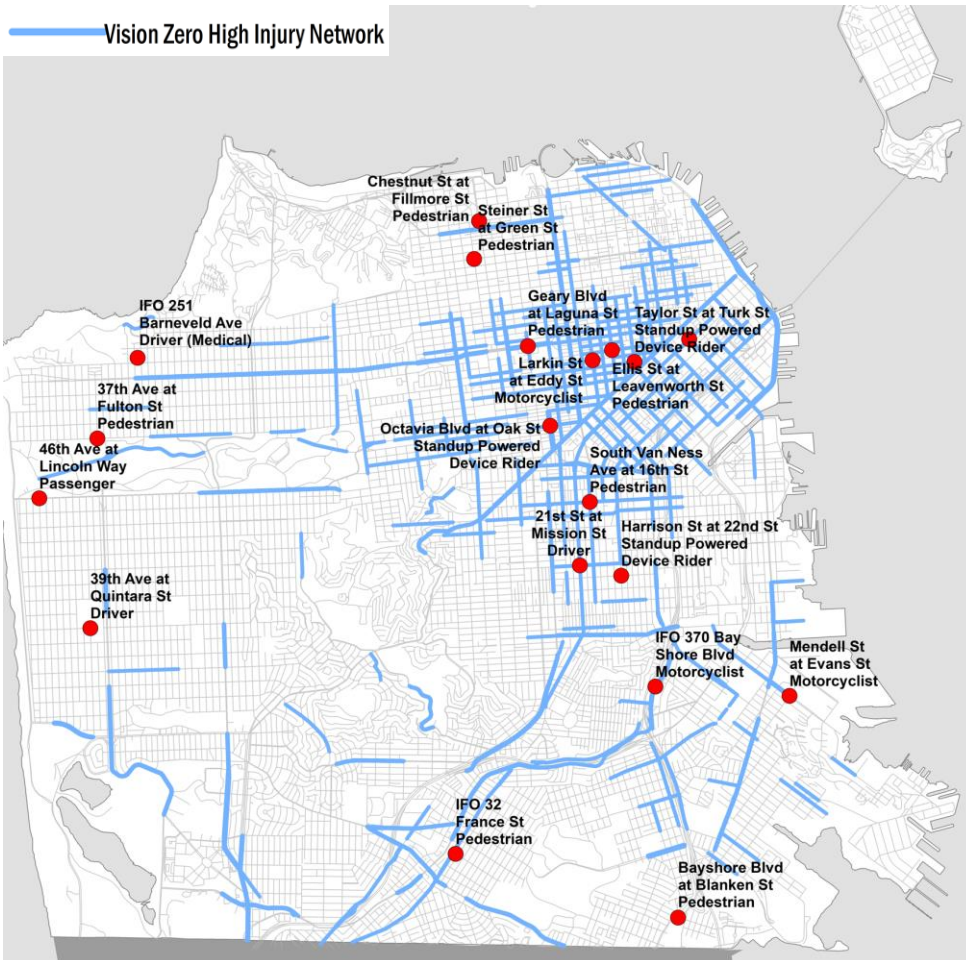 Vision Zero High Injury Network
Chestnut St at
Fillmore St
Pedestrian
Steiner St
at Green St
Pedestrian
IFO 251
Barneveld Ave
Driver (Medical)
Geary Blvd
at Laguna St
Pedestrian
Taylor St at Turk St
Standup Powered
Device Rider
Larkin St
at Eddy St
Motorcyclist
Ellis St at
Leavenworth St
Pedestrian
37th Ave at
Fulton St
Pedestrian
Octavia Blvd at Oak St
Standup Powered
Device Rider
46th Ave at
Lincoln Way
Passenger
South Van Ness
Ave at 16th St
Pedestrian
21st St at
Mission St
Driver
Harrison St at 22nd St
Standup Powered
Device Rider
39th Ave at
Quintara St
Driver
IFO 370 Bay
Shore Blvd
Motorcyclist
Mendell St
at Evans St
Motorcyclist
IFO 32
France St
Pedestrian
Bayshore Blvd
at Blanken St
Pedestrian